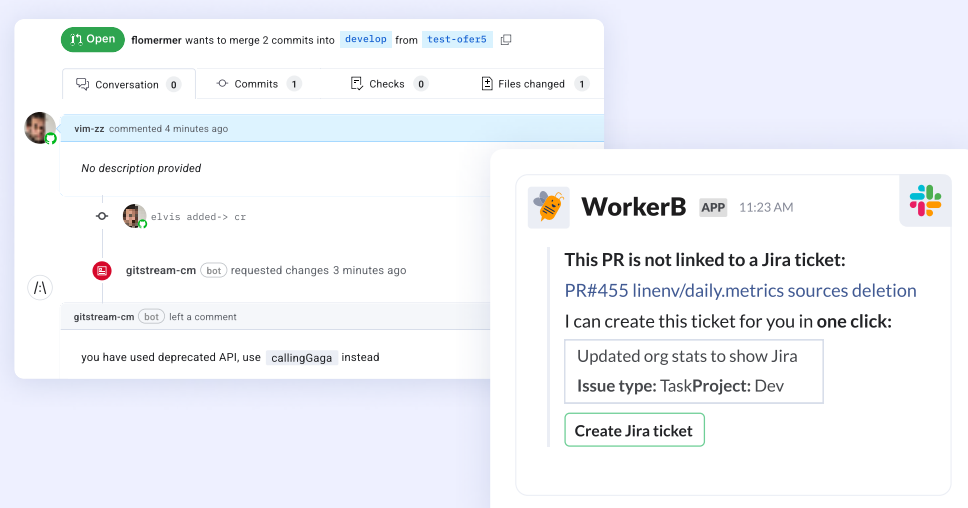 Open flomermer wants to merge 2 commits into develop from test-ofer5
Conversation 0 Commits 1 Checks 0 Files changed 1
vim-zz commented 4 minutes ago
No description provided
elvis added-> cr
gitstream-cm bot requested changes 3 minutes ago
/:\
gitstream-cm bot left a comment
you have used deprecated API, use callingGaga instead
WorkerB APP 11:23 AM
This PR is not linked to a Jira ticket:
PR#455 linenv/daily.metrics sources deletion
I can create this ticket for you in one click:
Updated org stats to show Jira
Issue type: TaskProject: Dev
Create Jira ticket